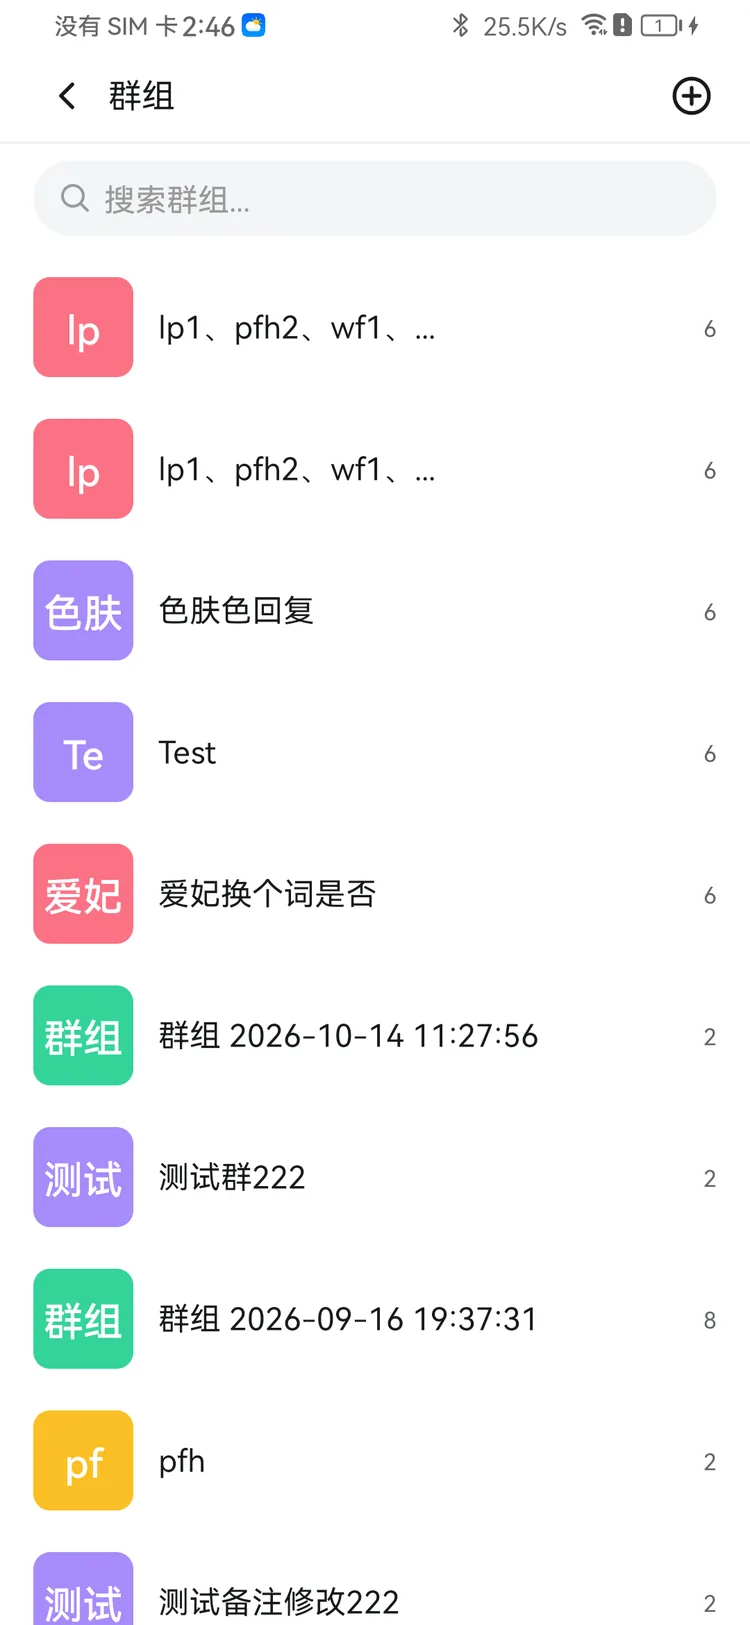 没有 SIM 卡 2:46 25.5K/s 1
群组
搜索群组...
lp lp1、pfh2、wf1、... 6
lp lp1、pfh2、wf1、... 6
色肤 色肤色回复 6
Te Test 6
爱妃 爱妃换个词是否 6
群组 群组 2026-10-14 11:27:56 2
测试 测试群222 2
群组 群组 2026-09-16 19:37:31 8
pf pfh 2
测试 测试备注修改222 2